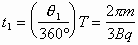 t₁ = (θ₁/360°) T = 2πm/3Bq